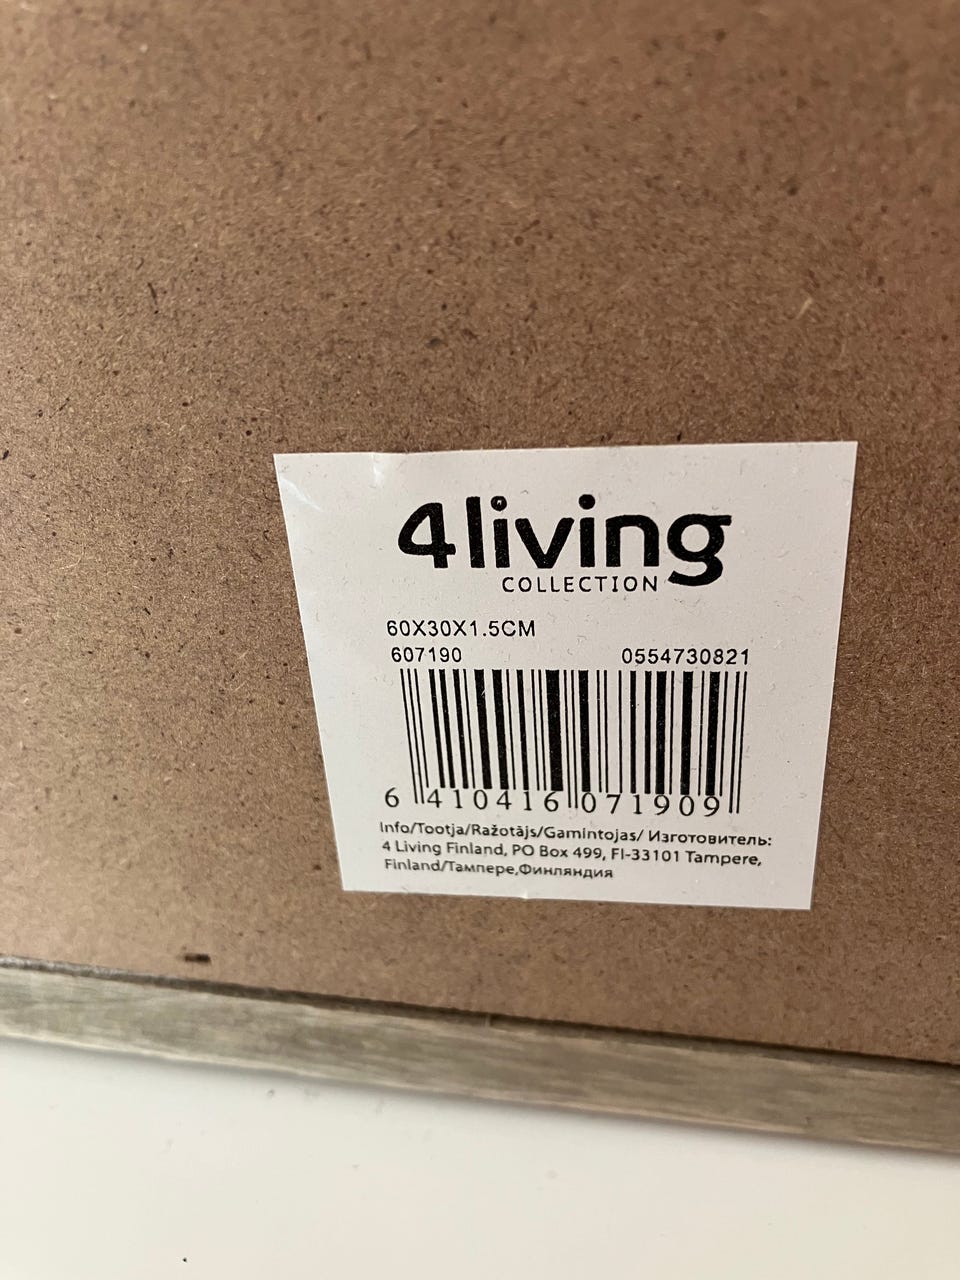 4living
COLLECTION
60X30X1.5CM
607190 0554730821
6 410416 071909
Info/Tootja/Ražotājs/Gamintojas/ Изготовитель:
4 Living Finland, PO Box 499, FI-33101 Tampere,
Finland/Тампере,Финляндия